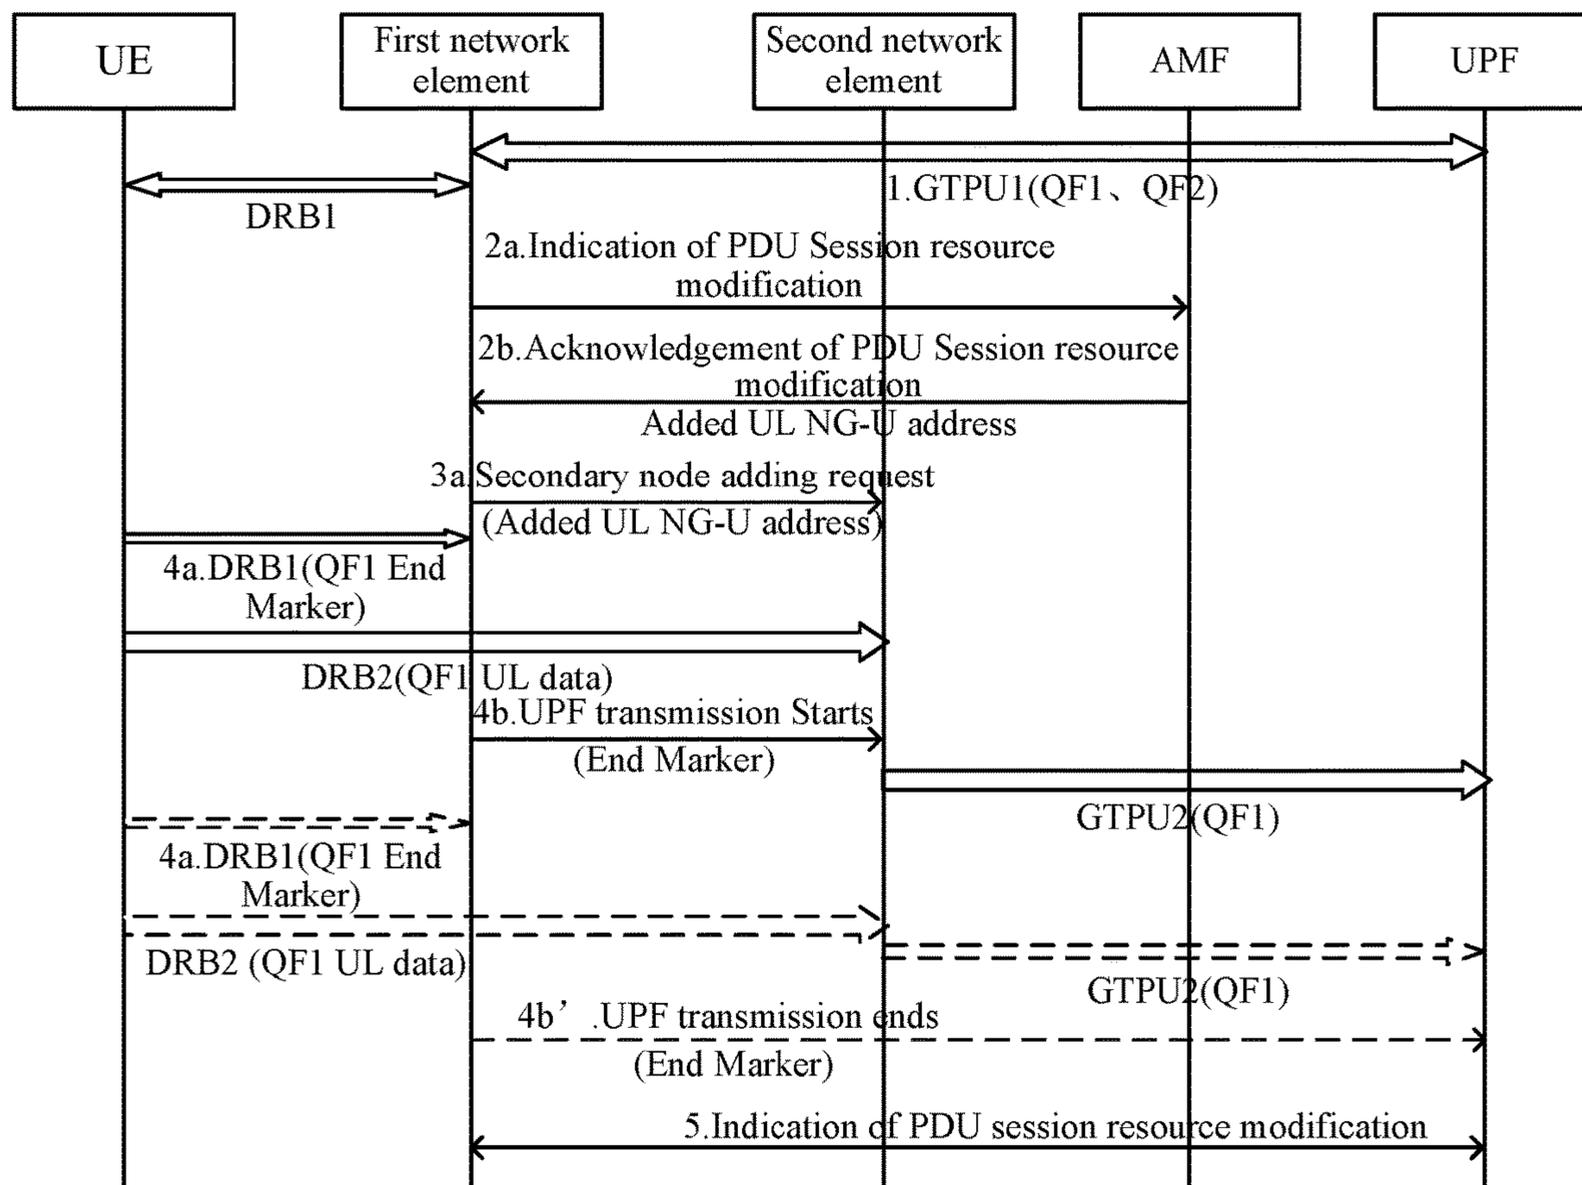 UE
First network
element
Second network
element
AMF
UPF
1.GTPU1(QF1、QF2)
DRB1
2a.Indication of PDU Session resource
modification
2b.Acknowledgement of PDU Session resource
modification
Added UL NG-U address
3a.Secondary node adding request
(Added UL NG-U address)
4a.DRB1(QF1 End
Marker)
DRB2(QF1 UL data)
4b.UPF transmission Starts
(End Marker)
GTPU2(QF1)
4a.DRB1(QF1 End
Marker)
DRB2 (QF1 UL data)
GTPU2(QF1)
4b’ .UPF transmission ends
(End Marker)
5.Indication of PDU session resource modification